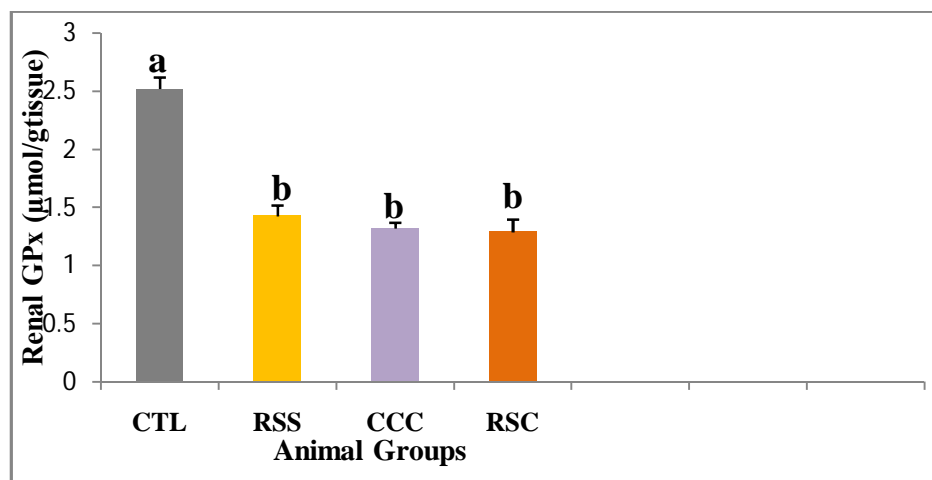 Renal GPx (µmol/gtissue)
3
2.5
2
1.5
1
0.5
0
a
b
b
b
CTL RSS CCC RSC
Animal Groups